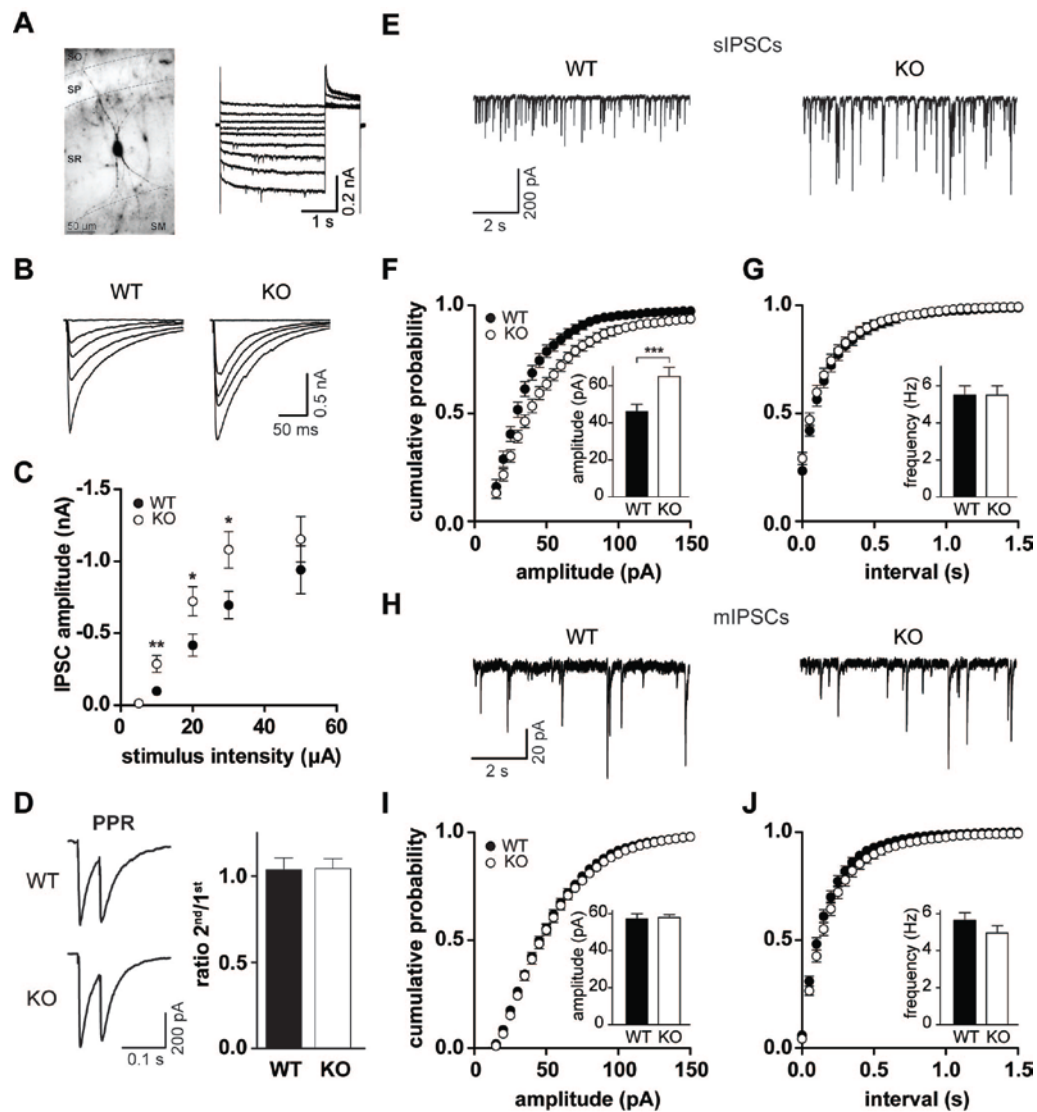 A
SO
SP
SR
50 µm
SM
1 s
0.2 nA
B
WT
KO
50 ms
0.5 nA
C
WT
KO
**
*
*
-1.5
-1.0
-0.5
0.0
0
20
40
60
IPSC amplitude (nA)
stimulus intensity (µA)
D
PPR
WT
KO
0.1 s
200 pA
ratio 2nd/1st
1.0
1.0
0.0
WT
KO
E
sIPSCs
WT
KO
2 s
200 pA
F
cumulative probability
1.0
0.5
0.0
WT
KO
***
amplitude (pA)
60
40
20
0
WT
KO
0
50
100
150
amplitude (pA)
G
1.0
0.5
0.0
frequency (Hz)
6
4
2
0
WT
KO
0.0
0.5
1.0
1.5
interval (s)
H
mIPSCs
WT
KO
2 s
20 pA
I
cumulative probability
1.0
0.5
0.0
WT
KO
amplitude (pA)
60
40
20
0
WT
KO
0
50
100
150
amplitude (pA)
J
1.0
0.5
0.0
frequency (Hz)
6
4
2
0
WT
KO
0.0
0.5
1.0
1.5
interval (s)